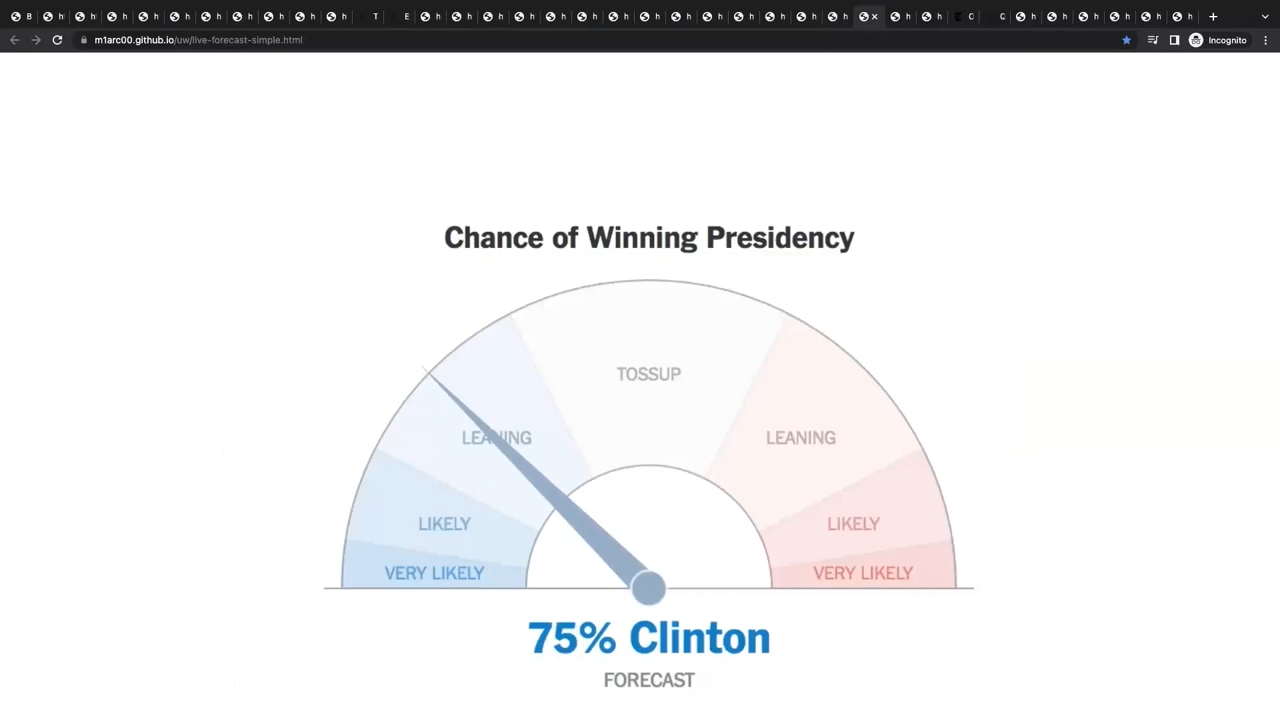 m1arc00.github.io/uw/live-forecast-simple.html
Incognito
Chance of Winning Presidency
TOSSUP
LEANING
LEANING
LIKELY
LIKELY
VERY LIKELY
VERY LIKELY
75% Clinton
FORECAST